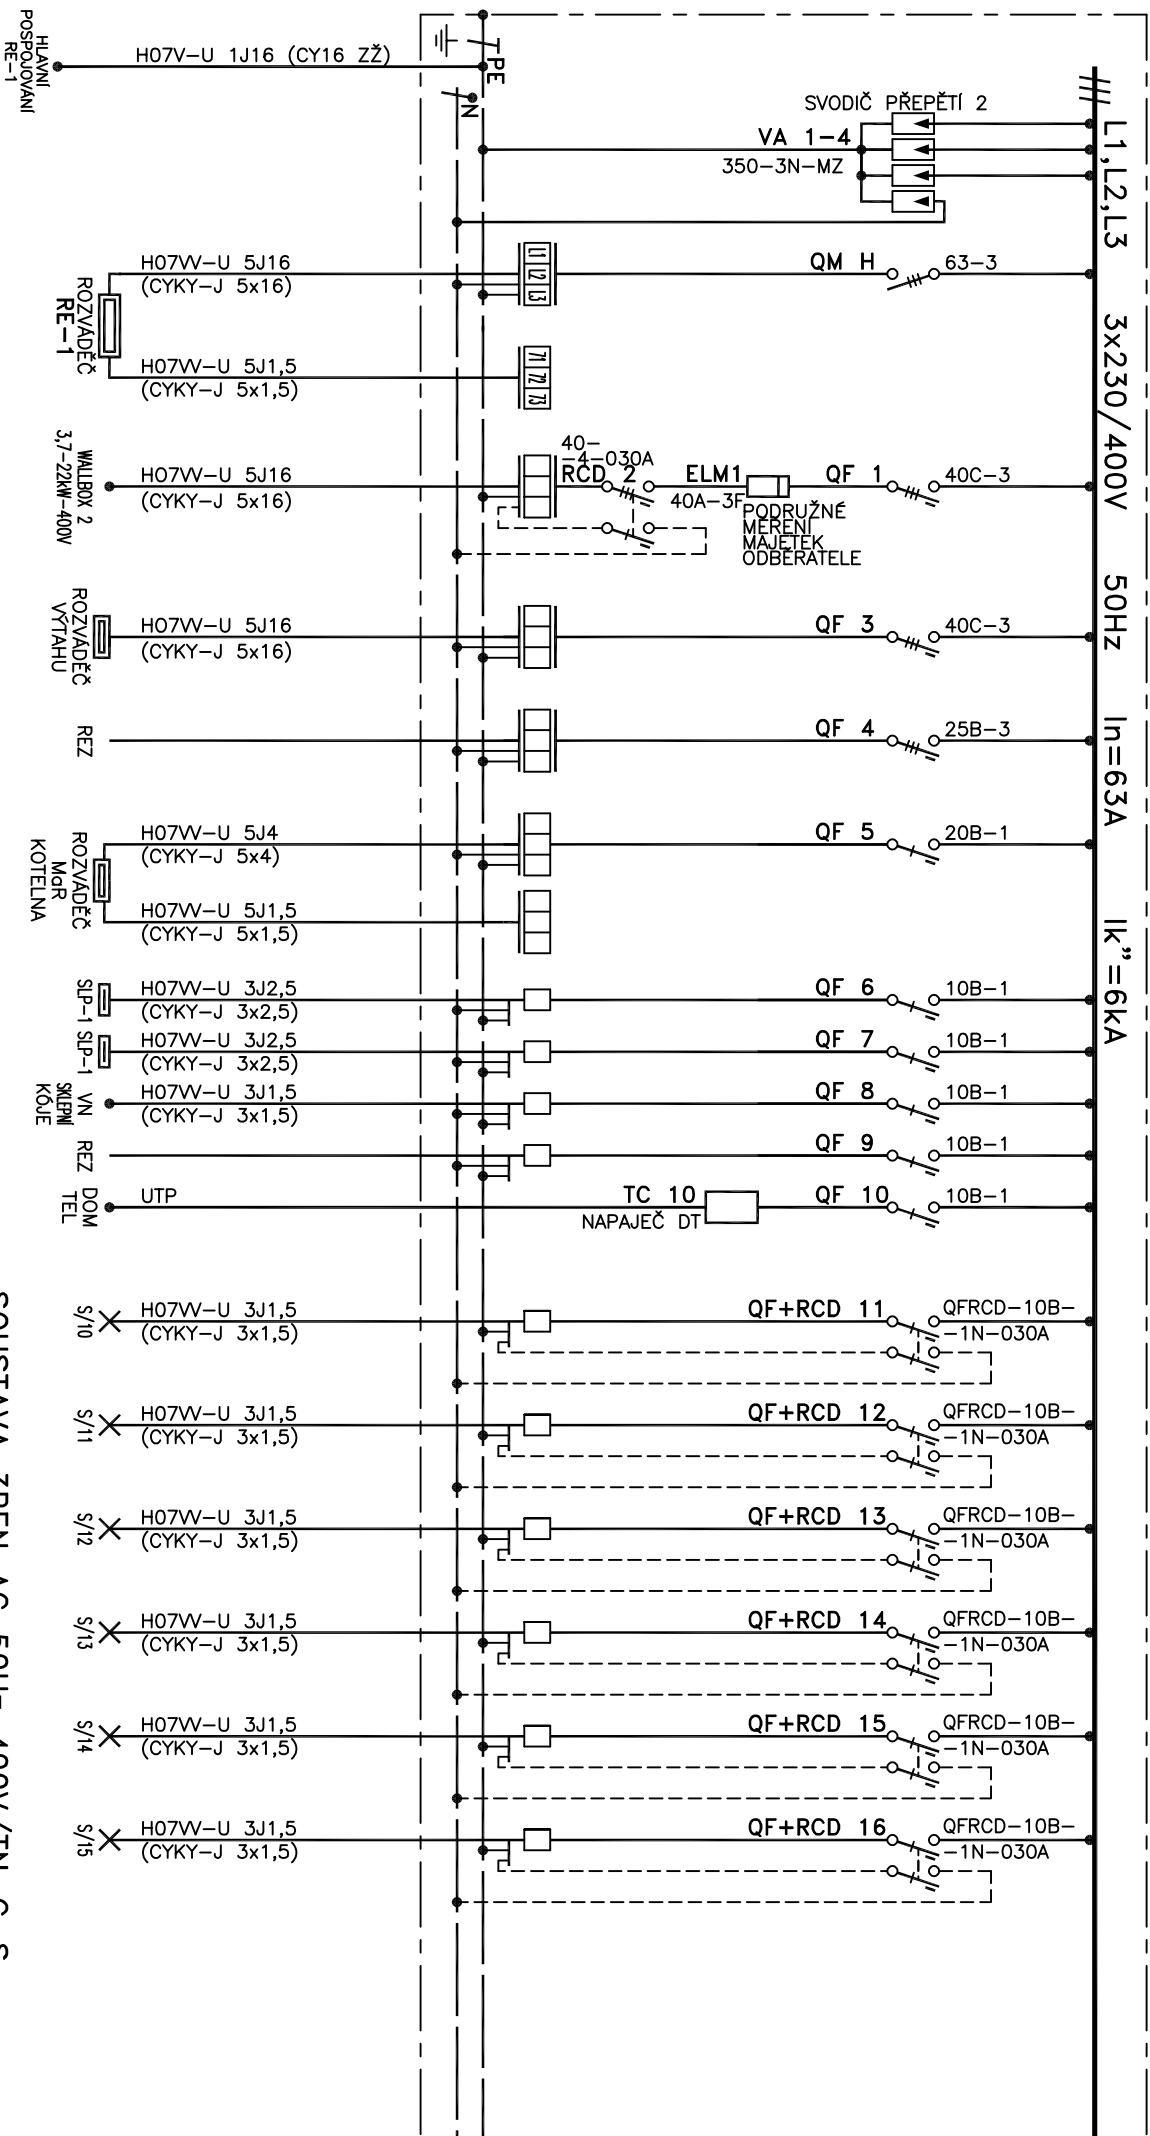 L1,L2,L3 3x230/400V 50Hz In=63A Ik”=6kA
HLAVNÍ
POSPOJOVÁNÍ
RE-1
H07V-U 1J16 (CY16 ZŽ)
PE
N
SVODIČ PŘEPĚTÍ 2
VA 1-4
350-3N-MZ
ROZVÁDĚČ
RE-1
H07VV-U 5J16
(CYKY-J 5x16)
L1 L2 L3
QM H
63-3
H07VV-U 5J1,5
(CYKY-J 5x1,5)
71 72 73
WALLBOX 2
3,7-22kW-400V
H07VV-U 5J16
(CYKY-J 5x16)
40-
-4-030A
RCD 2
ELM1
40A-3F
PODRUŽNÉ
MĚŘENÍ
MAJETEK
ODBĚRATELE
QF 1
40C-3
ROZVÁDĚČ
VÝTAHU
H07VV-U 5J16
(CYKY-J 5x16)
QF 3
40C-3
REZ
QF 4
25B-3
ROZVÁDĚČ
MaR
KOTELNA
H07VV-U 5J4
(CYKY-J 5x4)
QF 5
20B-1
H07VV-U 5J1,5
(CYKY-J 5x1,5)
SLP-1
H07VV-U 3J2,5
(CYKY-J 3x2,5)
QF 6
10B-1
SLP-1
H07VV-U 3J2,5
(CYKY-J 3x2,5)
QF 7
10B-1
VN
SKLEPNÍ
KÓJE
H07VV-U 3J1,5
(CYKY-J 3x1,5)
QF 8
10B-1
REZ
QF 9
10B-1
DOM
TEL
UTP
TC 10
NAPAJEČ DT
QF 10
10B-1
S/10
H07VV-U 3J1,5
(CYKY-J 3x1,5)
QF+RCD 11
QFRCD-10B-
-1N-030A
S/11
H07VV-U 3J1,5
(CYKY-J 3x1,5)
QF+RCD 12
QFRCD-10B-
-1N-030A
S/12
H07VV-U 3J1,5
(CYKY-J 3x1,5)
QF+RCD 13
QFRCD-10B-
-1N-030A
S/13
H07VV-U 3J1,5
(CYKY-J 3x1,5)
QF+RCD 14
QFRCD-10B-
-1N-030A
S/14
H07VV-U 3J1,5
(CYKY-J 3x1,5)
QF+RCD 15
QFRCD-10B-
-1N-030A
S/15
H07VV-U 3J1,5
(CYKY-J 3x1,5)
QF+RCD 16
QFRCD-10B-
-1N-030A